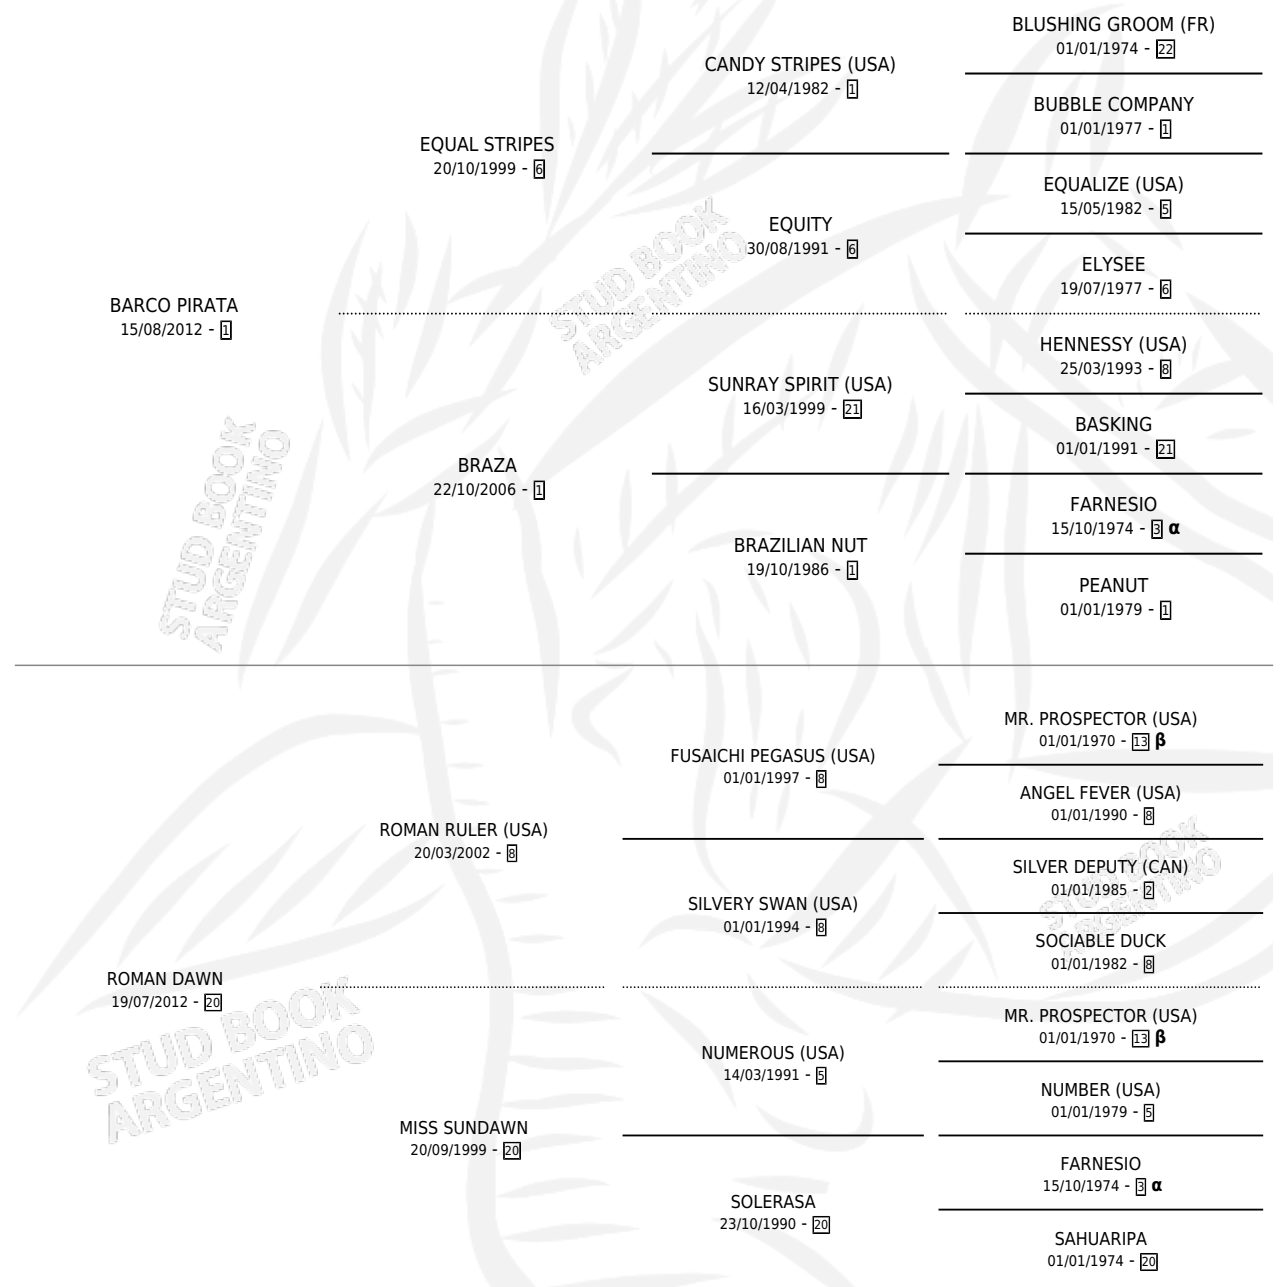 BLUSHING GROOM (FR)
01/01/1974 - 22
CANDY STRIPES (USA)
12/04/1982 - 1
BUBBLE COMPANY
01/01/1977 - 1
EQUAL STRIPES
20/10/1999 - 6
EQUALIZE (USA)
15/05/1982 - 5
EQUITY
30/08/1991 - 6
ELYSEE
19/07/1977 - 6
BARCO PIRATA
15/08/2012 - 1
HENNESSY (USA)
25/03/1993 - 8
SUNRAY SPIRIT (USA)
16/03/1999 - 21
BASKING
01/01/1991 - 21
BRAZA
22/10/2006 - 1
FARNESIO
15/10/1974 - 3 α
BRAZILIAN NUT
19/10/1986 - 1
PEANUT
01/01/1979 - 1
MR. PROSPECTOR (USA)
01/01/1970 - 13 β
FUSAICHI PEGASUS (USA)
01/01/1997 - 8
ANGEL FEVER (USA)
01/01/1990 - 8
ROMAN RULER (USA)
20/03/2002 - 8
SILVER DEPUTY (CAN)
01/01/1985 - 2
SILVERY SWAN (USA)
01/01/1994 - 8
SOCIABLE DUCK
01/01/1982 - 8
ROMAN DAWN
19/07/2012 - 20
MR. PROSPECTOR (USA)
01/01/1970 - 13 β
NUMEROUS (USA)
14/03/1991 - 5
NUMBER (USA)
01/01/1979 - 5
MISS SUNDAWN
20/09/1999 - 20
FARNESIO
15/10/1974 - 3 α
SOLERASA
23/10/1990 - 20
SAHUARIPA
01/01/1974 - 20
STUD BOOK
ARGENTINO
STUD BOOK
ARGENTINO
STUD BOOK
ARGENTINO
STUD BOOK
ARGENTINO